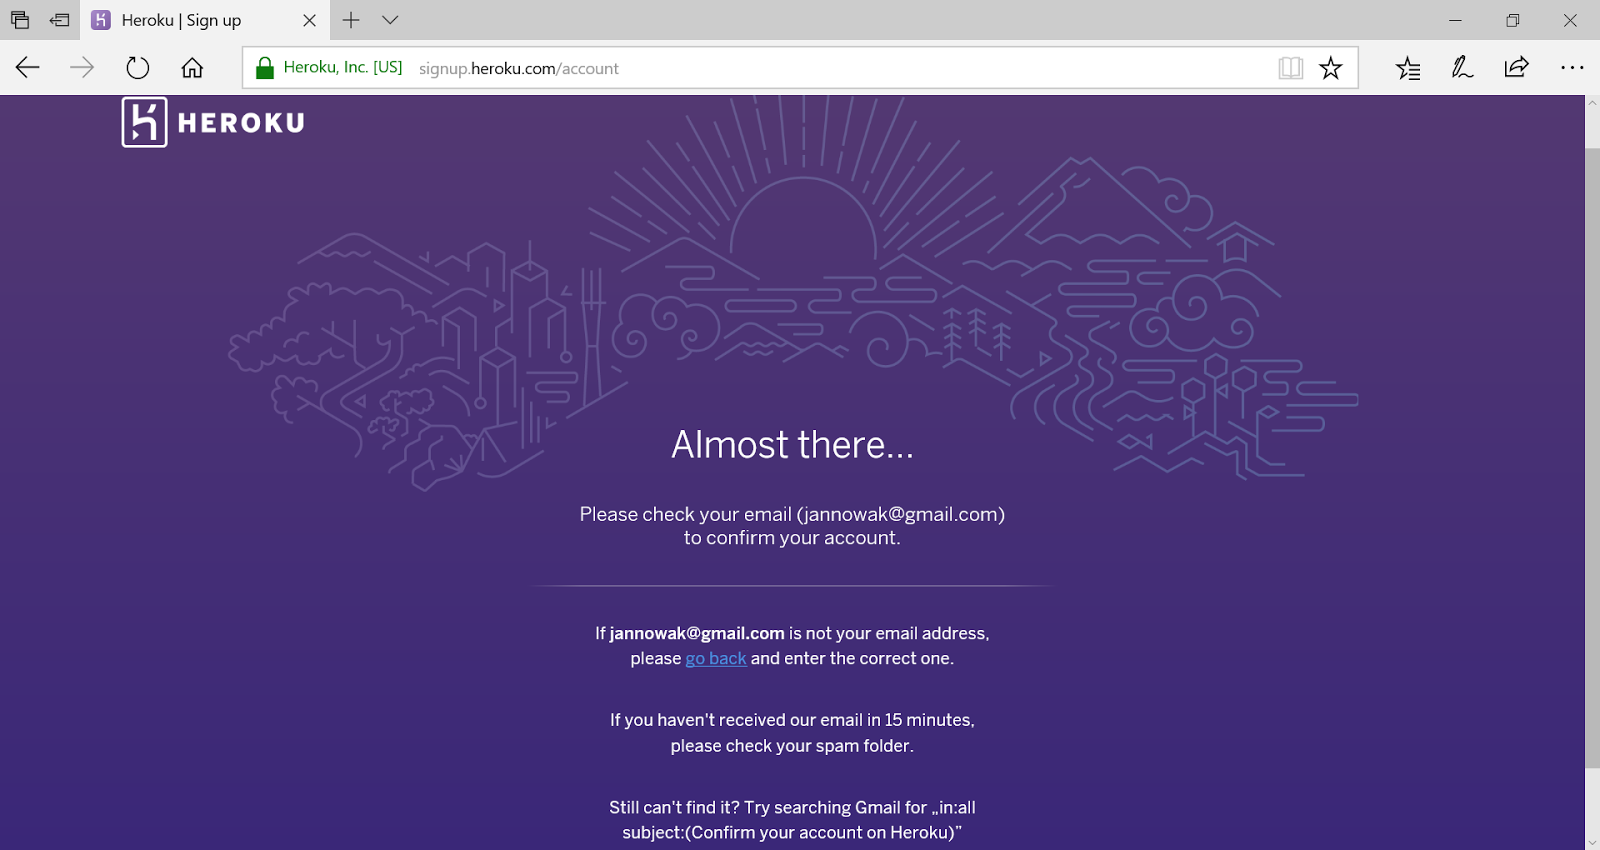 Heroku | Sign up
Heroku, Inc. [US] signup.heroku.com/account
HEROKU
Almost there...
Please check your email (jannowak@gmail.com)
to confirm your account.
If jannowak@gmail.com is not your email address,
please go back and enter the correct one.
If you haven't received our email in 15 minutes,
please check your spam folder.
Still can't find it? Try searching Gmail for „in:all
subject:(Confirm your account on Heroku)”